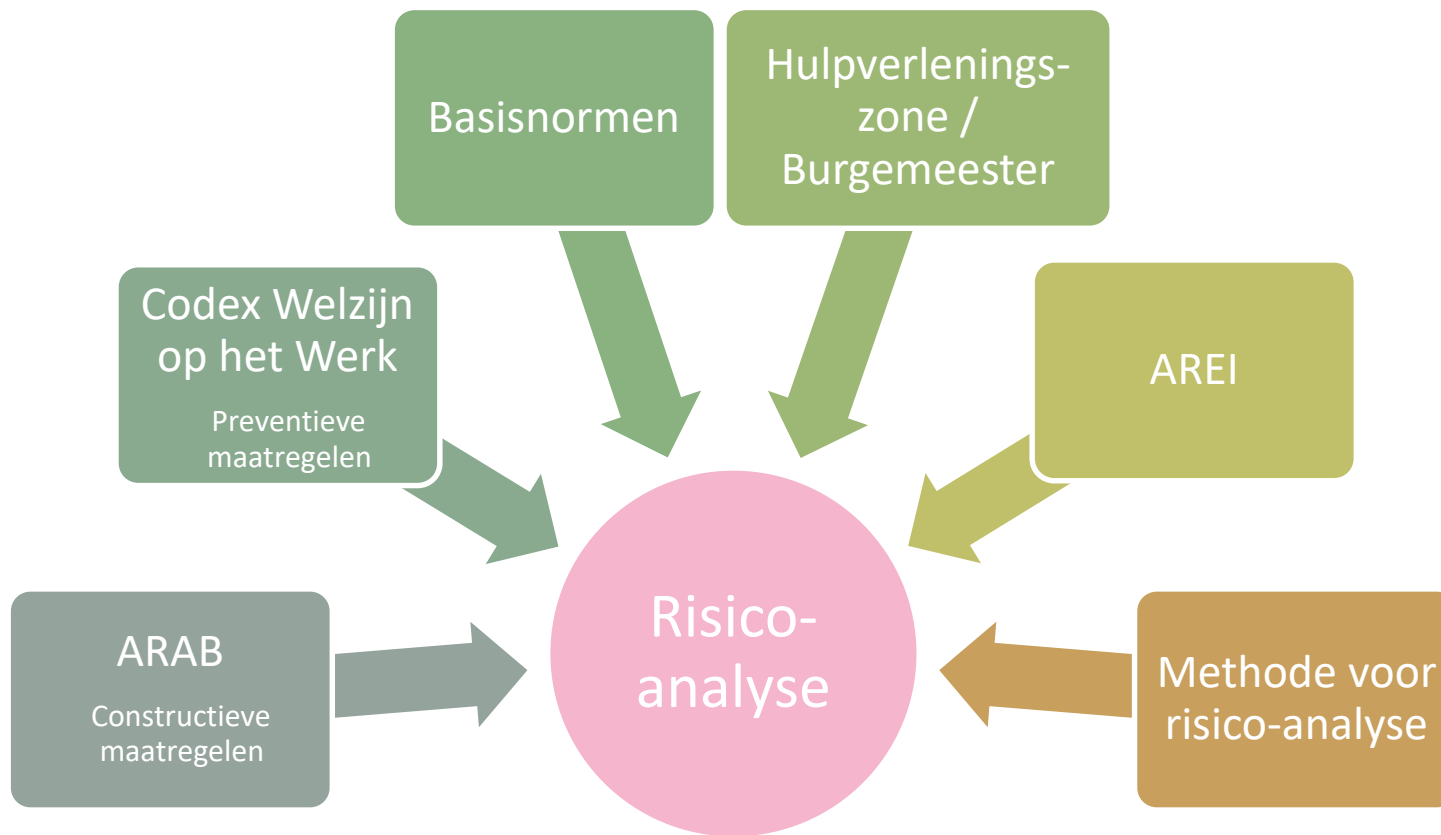 Basisnormen
Hulpverlenings-
zone /
Burgemeester
Codex Welzijn
op het Werk
Preventieve
maatregelen
AREI
ARAB
Constructieve
maatregelen
Risico-
analyse
Methode voor
risico-analyse